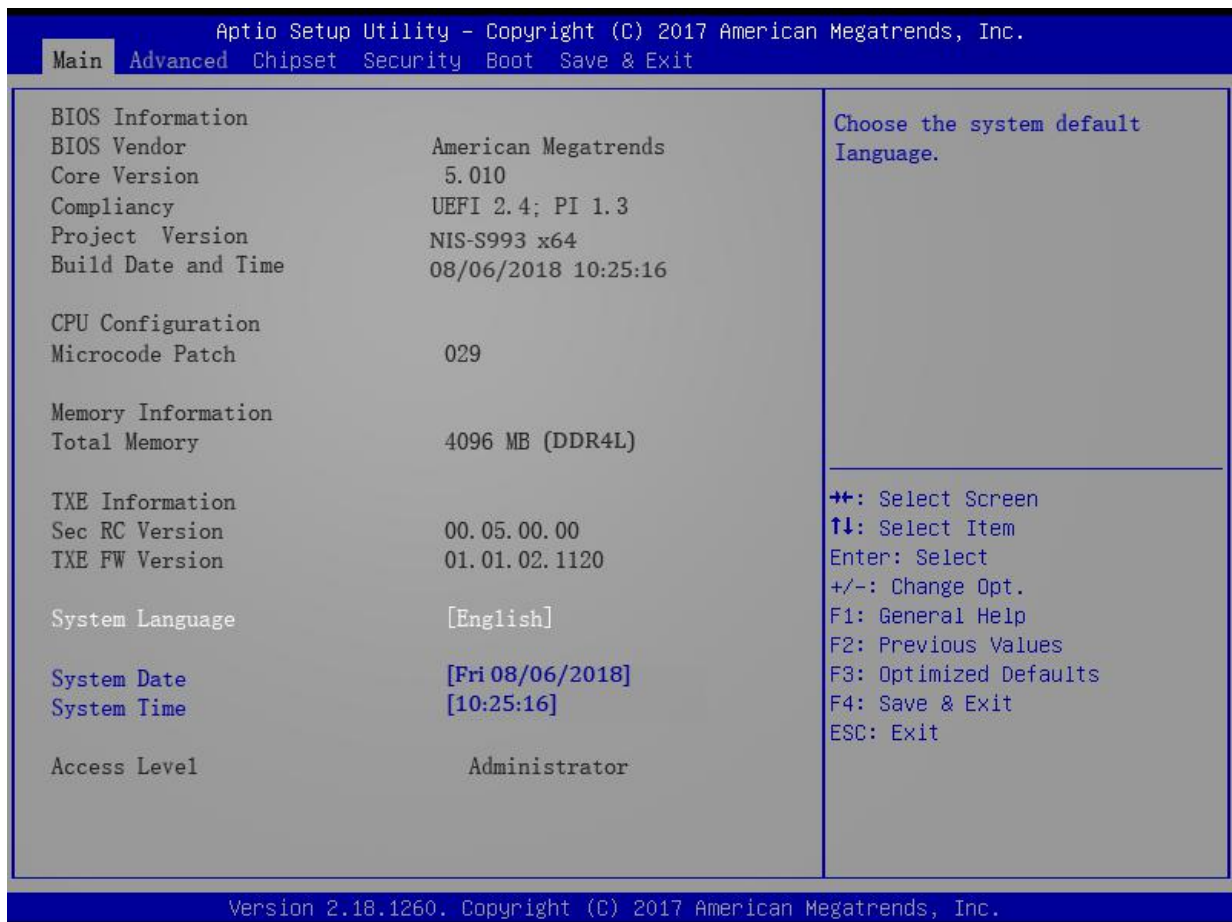 Aptio Setup Utility – Copyright (C) 2017 American Megatrends, Inc.
Main Advanced Chipset Security Boot Save & Exit
BIOS Information
BIOS Vendor American Megatrends
Core Version 5.010
Compliancy UEFI 2.4; PI 1.3
Project Version NIS-S993 x64
Build Date and Time 08/06/2018 10:25:16
CPU Configuration
Microcode Patch 029
Memory Information
Total Memory 4096 MB (DDR4L)
TXE Information
Sec RC Version 00.05.00.00
TXE FW Version 01.01.02.1120
System Language [English]
System Date [Fri 08/06/2018]
System Time [10:25:16]
Access Level Administrator
Choose the system default
language.
→←: Select Screen
↑↓: Select Item
Enter: Select
+/-: Change Opt.
F1: General Help
F2: Previous Values
F3: Optimized Defaults
F4: Save & Exit
ESC: Exit
Version 2.18.1260. Copyright (C) 2017 American Megatrends, Inc.